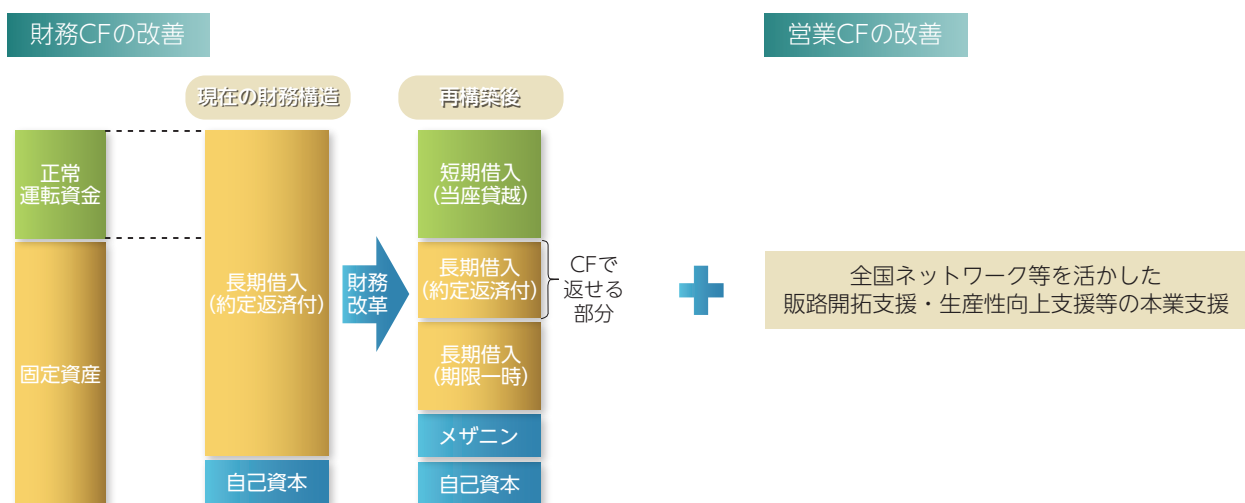 財務CFの改善
営業CFの改善
現在の財務構造
再構築後
正常
運転資金
固定資産
長期借入
（約定返済付）
自己資本
財務
改革
短期借入
（当座貸越）
長期借入
（約定返済付）
CFで
返せる
部分
長期借入
（期限一時）
メザニン
自己資本
全国ネットワーク等を活かした
販路開拓支援・生産性向上支援等の本業支援